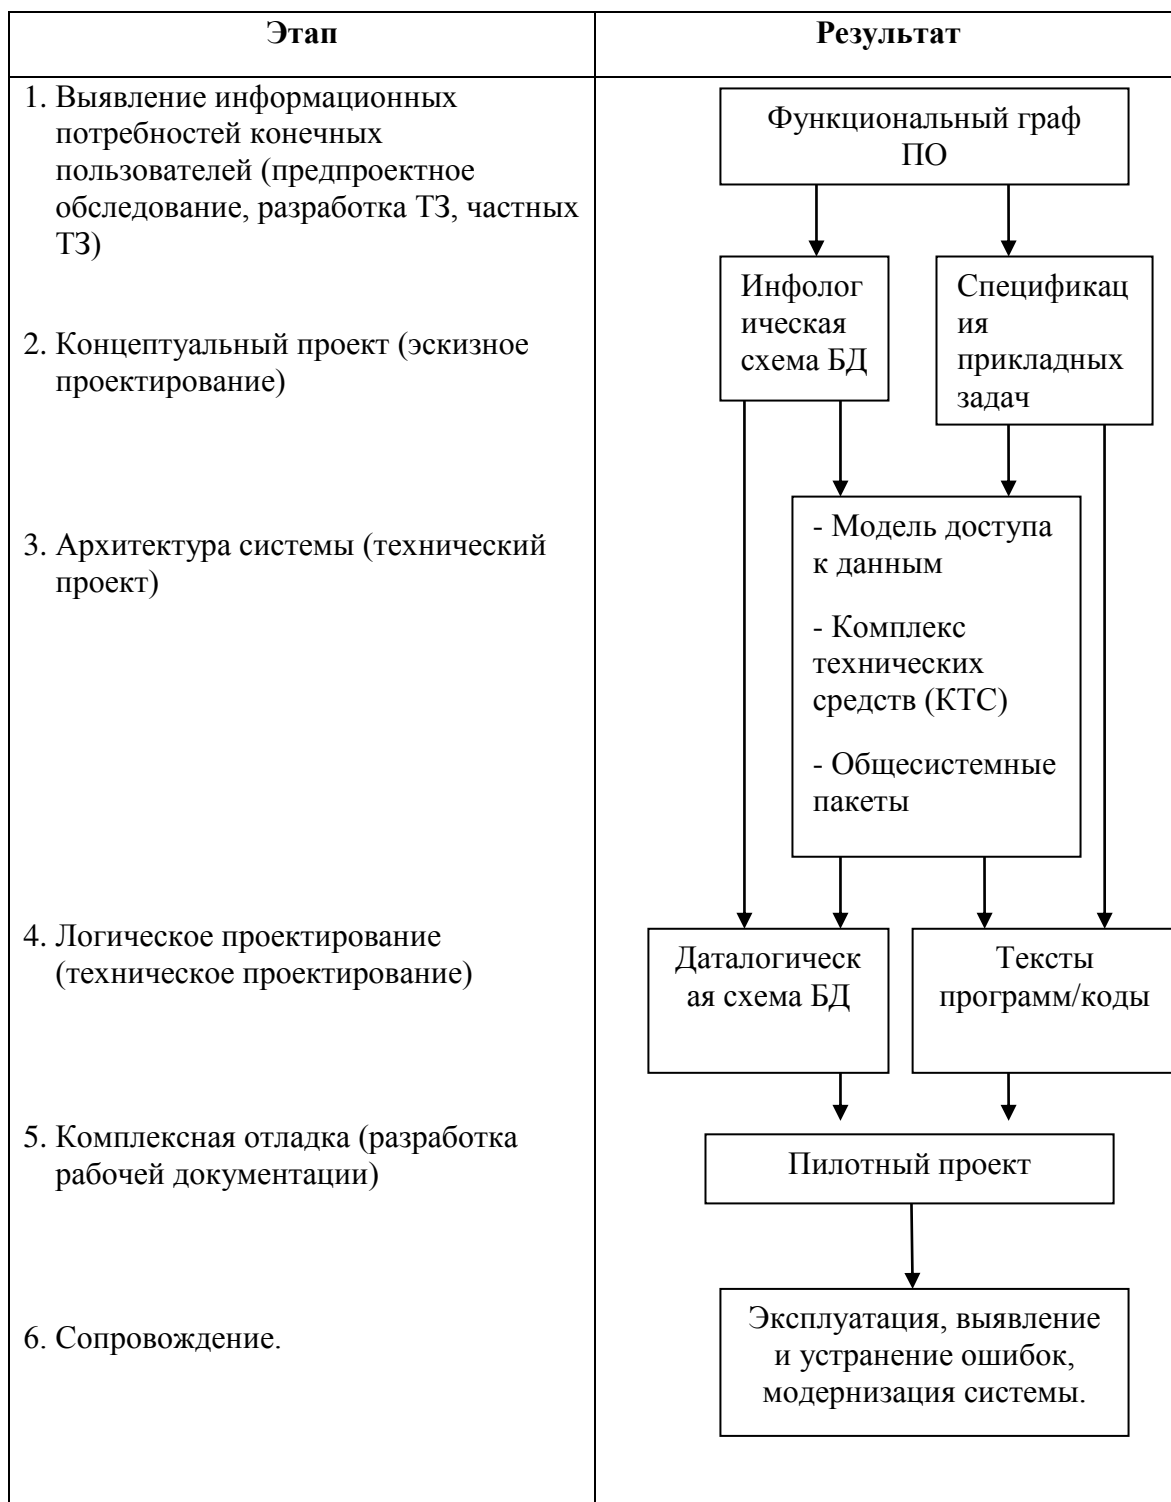 Этап
Результат
1. Выявление информационных
потребностей конечных
пользователей (предпроектное
обследование, разработка ТЗ, частных
ТЗ)
Функциональный граф
ПО
Инфолог
ическая
схема БД
Спецификац
ия
прикладных
задач
2. Концептуальный проект (эскизное
проектирование)
3. Архитектура системы (технический
проект)
- Модель доступа
к данным
- Комплекс
технических
средств (КТС)
- Общесистемные
пакеты
4. Логическое проектирование
(техническое проектирование)
Даталогическ
ая схема БД
Тексты
программ/коды
5. Комплексная отладка (разработка
рабочей документации)
Пилотный проект
6. Сопровождение.
Эксплуатация, выявление
и устранение ошибок,
модернизация системы.